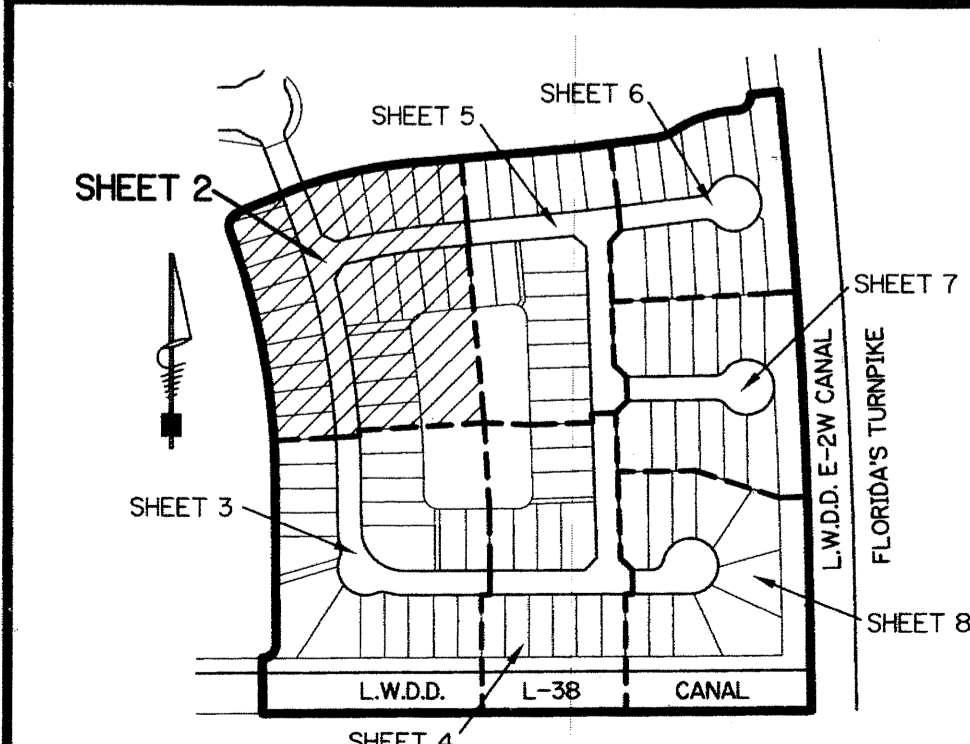 SHEET 6
SHEET 5
SHEET 2
SHEET 7
L.W.D.D. E-2W CANAL
FLORIDA'S TURNPIKE
SHEET 3
SHEET 8
L.W.D.D. L-38 CANAL
SHEET 4